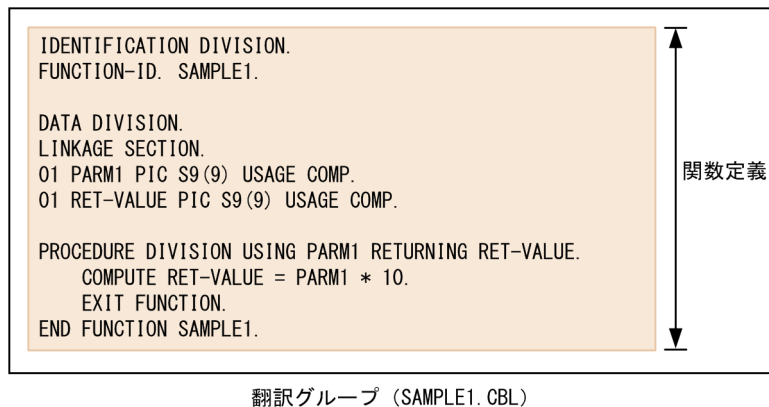 IDENTIFICATION DIVISION.
FUNCTION-ID. SAMPLE1.
DATA DIVISION.
LINKAGE SECTION.
01 PARM1 PIC S9(9) USAGE COMP.
01 RET-VALUE PIC S9(9) USAGE COMP.
PROCEDURE DIVISION USING PARM1 RETURNING RET-VALUE.
COMPUTE RET-VALUE = PARM1 * 10.
EXIT FUNCTION.
END FUNCTION SAMPLE1.
関数定義
翻訳グループ（SAMPLE1.CBL）